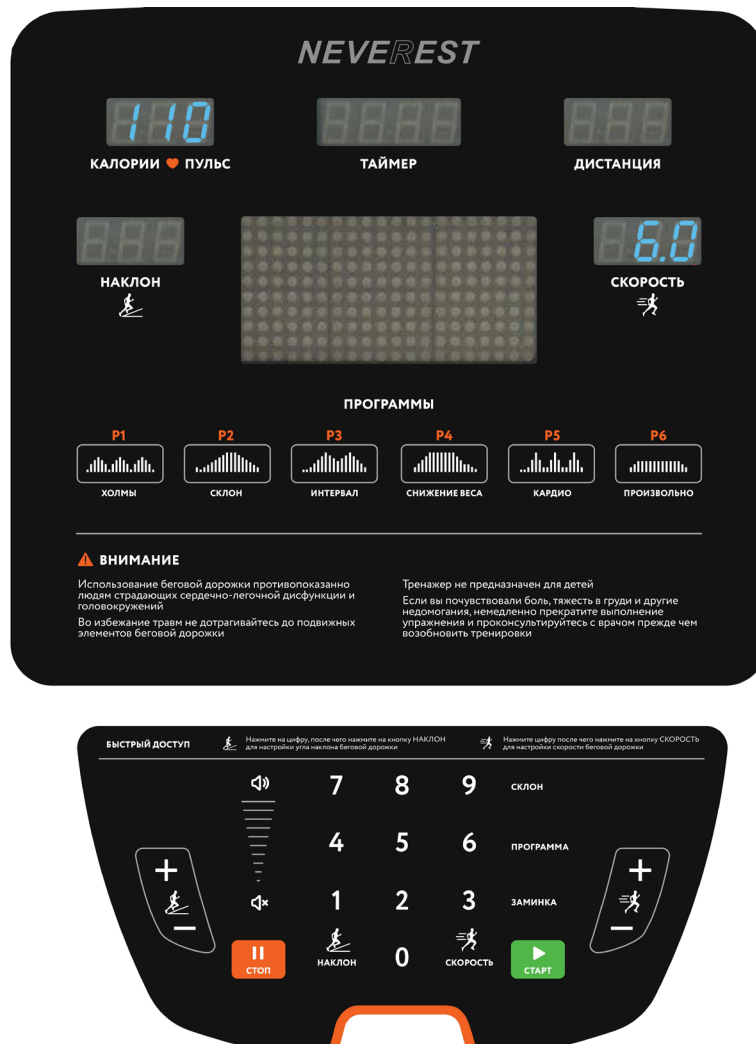 NEVEREST
110
КАЛОРИИ ПУЛЬС
ТАЙМЕР
ДИСТАНЦИЯ
НАКЛОН
6.0
СКОРОСТЬ
ПРОГРАММЫ
P1 P2 P3 P4 P5 P6
ХОЛМЫ СКЛОН ИНТЕРВАЛ СНИЖЕНИЕ ВЕСА КАРДИО ПРОИЗВОЛЬНО
ВНИМАНИЕ
Использование беговой дорожки противопоказанно
людям страдающих сердечно-легочной дисфункции и
головокружений
Во избежание травм не дотрагивайтесь до подвижных
элементов беговой дорожки
Тренажер не предназначен для детей
Если вы почувствовали боль, тяжесть в груди и другие
недомогания, немедленно прекратите выполнение
упражнения и проконсультируйтесь с врачом прежде чем
возобновить тренировки
БЫСТРЫЙ ДОСТУП
Нажмите на цифру, после чего нажмите на кнопку НАКЛОН
для настройки угла наклона беговой дорожки
Нажмите цифру после чего нажмите на кнопку СКОРОСТЬ
для настройки скорости беговой дорожки
7 8 9 СКЛОН
4 5 6 ПРОГРАММА
1 2 3 ЗАМИНКА
СТОП НАКЛОН 0 СКОРОСТЬ СТАРТ